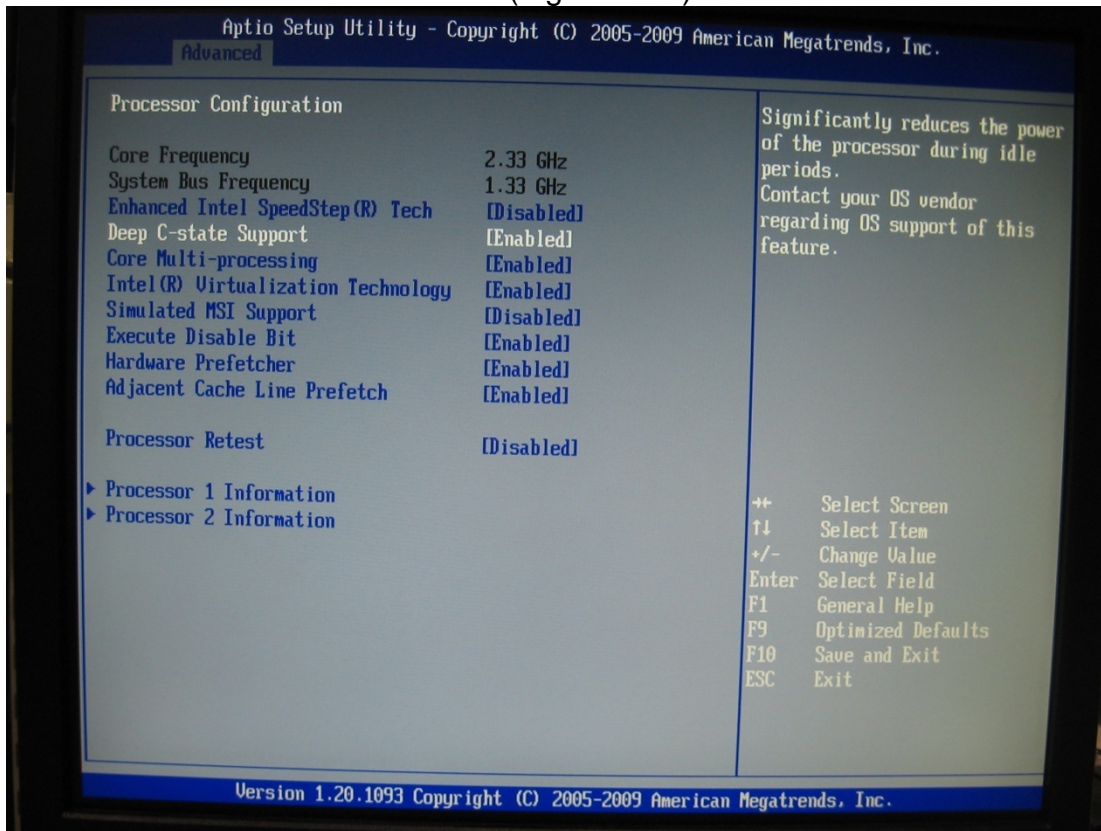 Aptio Setup Utility - Copyright (C) 2005-2009 American Megatrends, Inc.
Advanced
Processor Configuration
Core Frequency 2.33 GHz
System Bus Frequency 1.33 GHz
Enhanced Intel SpeedStep(R) Tech [Disabled]
Deep C-state Support [Enabled]
Core Multi-processing [Enabled]
Intel(R) Virtualization Technology [Enabled]
Simulated MSI Support [Disabled]
Execute Disable Bit [Enabled]
Hardware Prefetcher [Enabled]
Adjacent Cache Line Prefetch [Enabled]
Processor Retest [Disabled]
Processor 1 Information
Processor 2 Information
Significantly reduces the power
of the processor during idle
periods.
Contact your OS vendor
regarding OS support of this
feature.
→← Select Screen
↑↓ Select Item
+/- Change Value
Enter Select Field
F1 General Help
F9 Optimized Defaults
F10 Save and Exit
ESC Exit
Version 1.20.1093 Copyright (C) 2005-2009 American Megatrends, Inc.